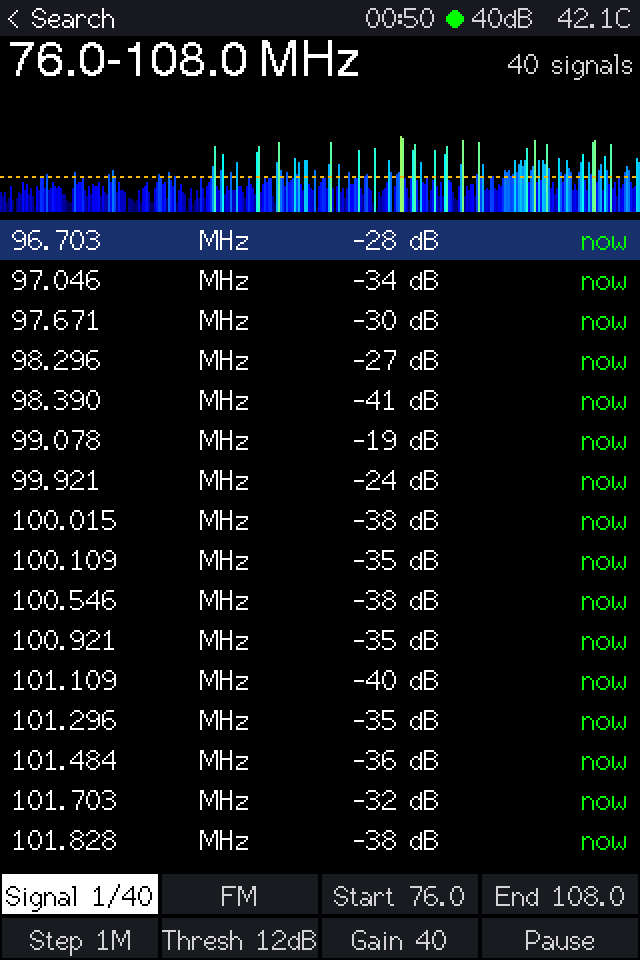 < Search 00:50 40dB 42.1C
76.0-108.0 MHz 40 signals
96.703 MHz -28 dB now
97.046 MHz -34 dB now
97.671 MHz -30 dB now
98.296 MHz -27 dB now
98.390 MHz -41 dB now
99.078 MHz -19 dB now
99.921 MHz -24 dB now
100.015 MHz -38 dB now
100.109 MHz -35 dB now
100.546 MHz -38 dB now
100.921 MHz -35 dB now
101.109 MHz -40 dB now
101.296 MHz -35 dB now
101.484 MHz -36 dB now
101.703 MHz -32 dB now
101.828 MHz -38 dB now
Signal 1/40 FM Start 76.0 End 108.0
Step 1M Thresh 12dB Gain 40 Pause